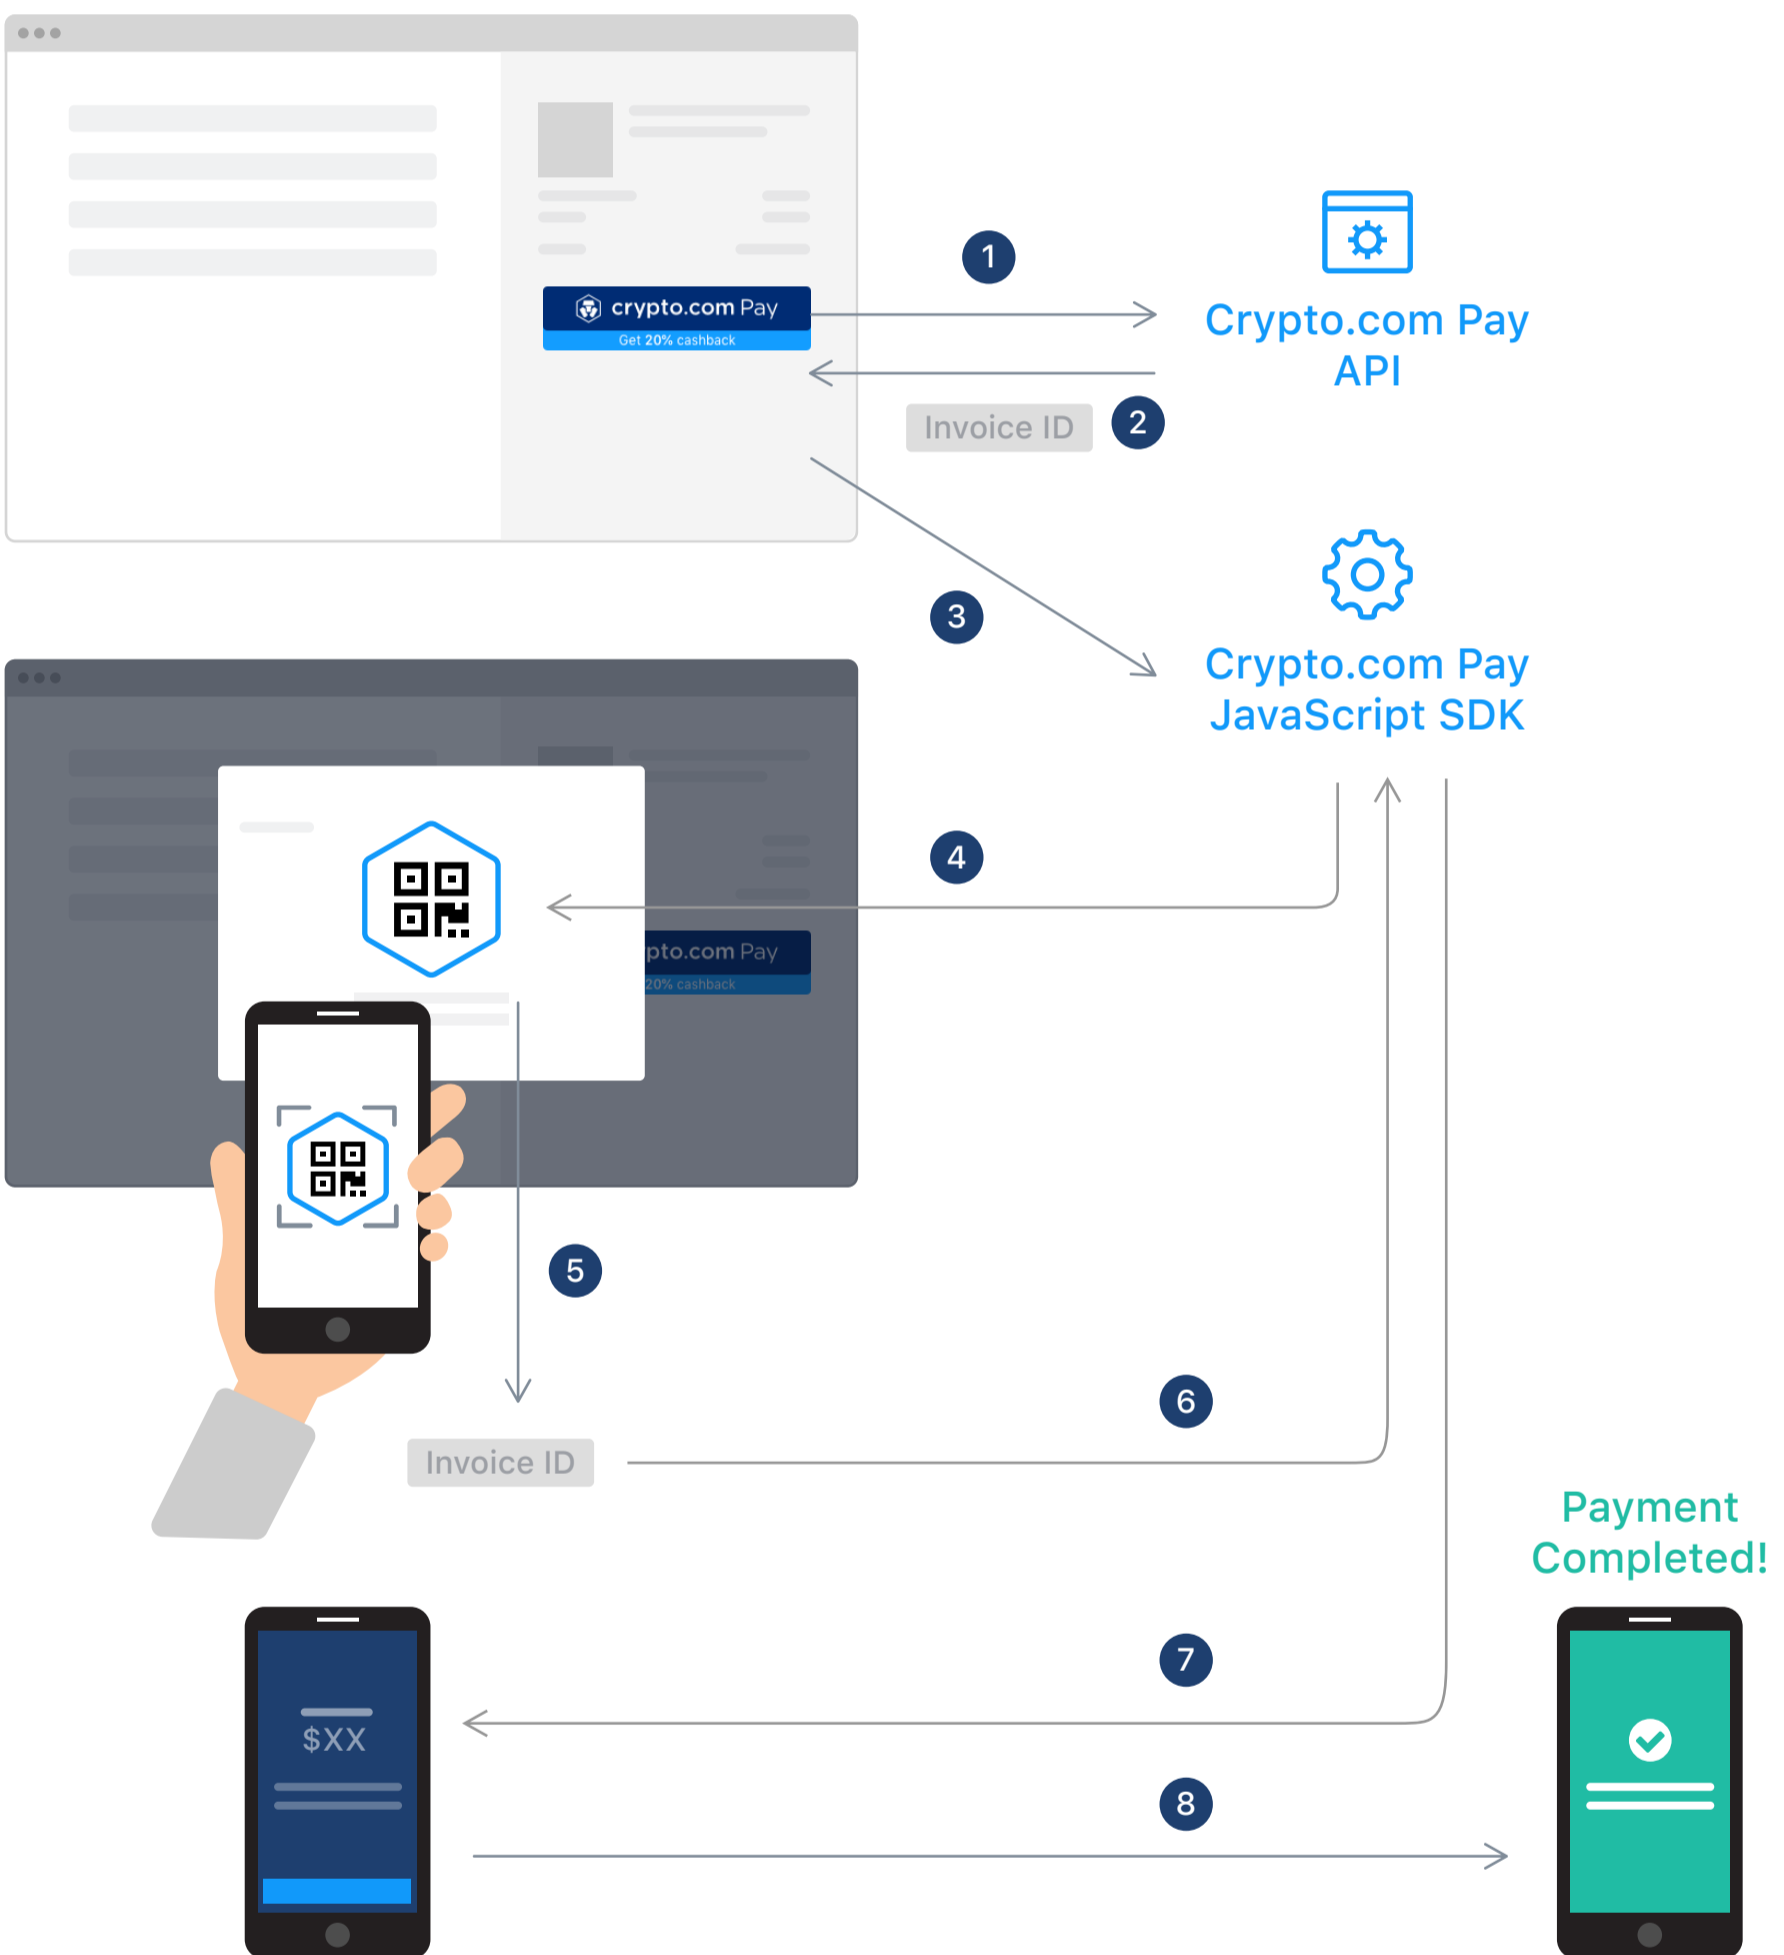 crypto.com Pay
Get 20% cashback
1
Crypto.com Pay
API
Invoice ID
2
3
Crypto.com Pay
JavaScript SDK
4
pto.com Pay
20% cashback
5
6
Invoice ID
Payment
Completed!
7
$XX
8